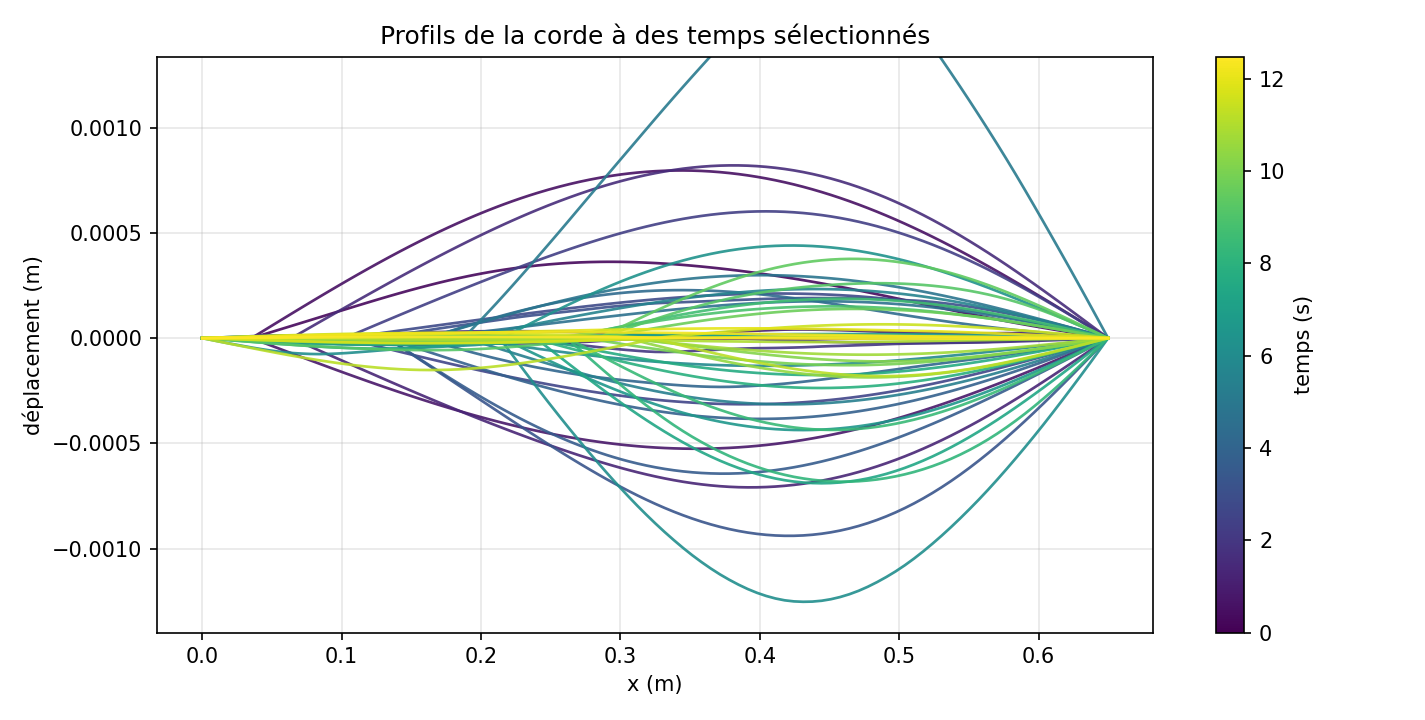 Profils de la corde à des temps sélectionnés
déplacement (m)
0.0010
0.0005
0.0000
−0.0005
−0.0010
0.0 0.1 0.2 0.3 0.4 0.5 0.6
x (m)
12
10
8
6
4
2
0
temps (s)